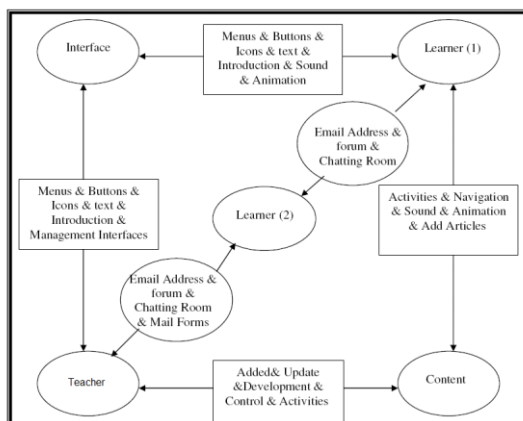 Interface
Menus & Buttons &
Icons & text &
Introduction & Sound
& Animation
Learner (1)
Email Address &
forum &
Chatting Room
Menus & Buttons &
Icons & text &
Introduction &
Management Interfaces
Learner (2)
Activities & Navigation
& Sound & Animation
& Add Articles
Email Address &
forum &
Chatting Room
& Mail Forms
Teacher
Added& Update
&Development &
Control & Activities
Content